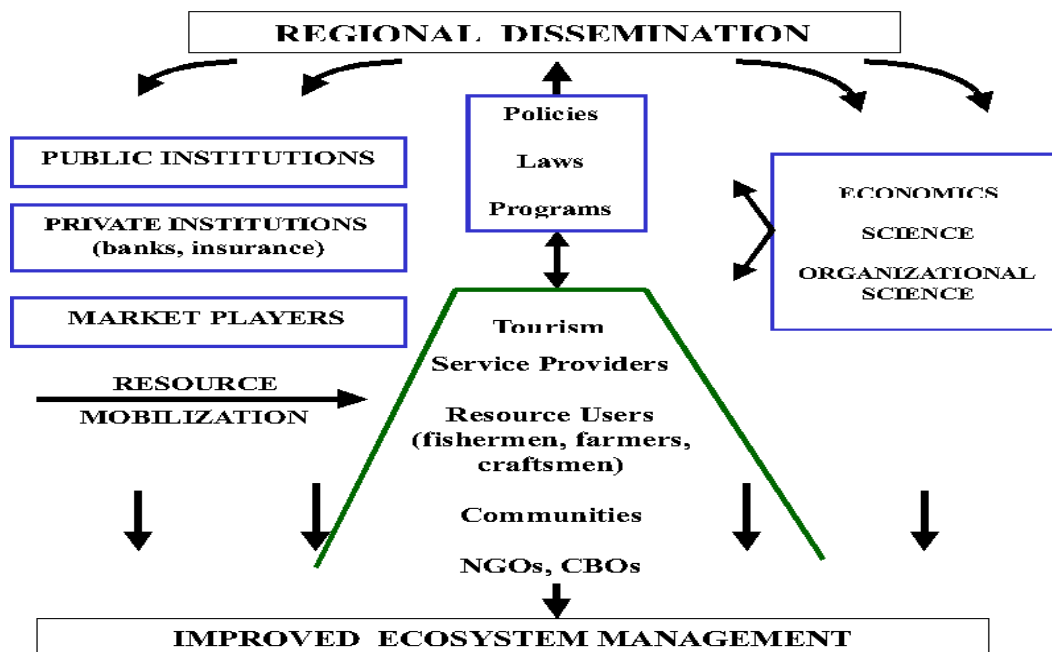 REGIONAL DISSEMINATION
Policies
Laws
Programs
PUBLIC INSTITUTIONS
PRIVATE INSTITUTIONS
(banks, insurance)
MARKET PLAYERS
RESOURCE
MOBILIZATION
ECONOMICS
SCIENCE
ORGANIZATIONAL
SCIENCE
Tourism
Service Providers
Resource Users
(fishermen, farmers,
craftsmen)
Communities
NGOs, CBOs
IMPROVED ECOSYSTEM MANAGEMENT